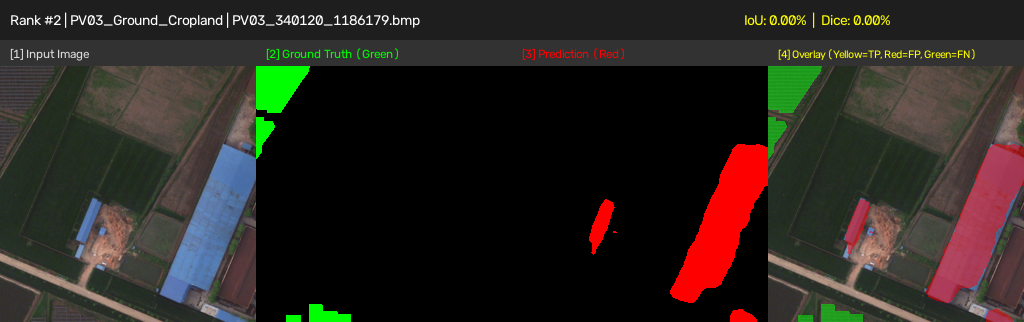 Rank #2 | PV03_Ground_Cropland | PV03_340120_1186179.bmp
IoU: 0.00% | Dice: 0.00%
[1] Input Image
[2] Ground Truth (Green)
[3] Prediction (Red)
[4] Overlay (Yellow=TP, Red=FP, Green=FN)